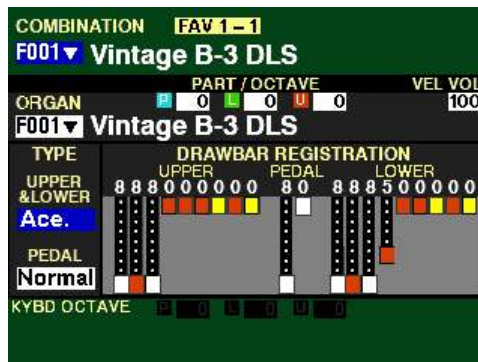 COMBINATION FAV 1 – 1
F001▼ Vintage B-3 DLS
PART / OCTAVE VEL VOL
ORGAN P 0 L 0 U 0 100
F001▼ Vintage B-3 DLS
TYPE DRAWBAR REGISTRATION
UPPER PEDAL LOWER
UPPER 888000000 80 888500000
&LOWER
Ace.
PEDAL
Normal
KYBD OCTAVE P 0 L 0 U 0